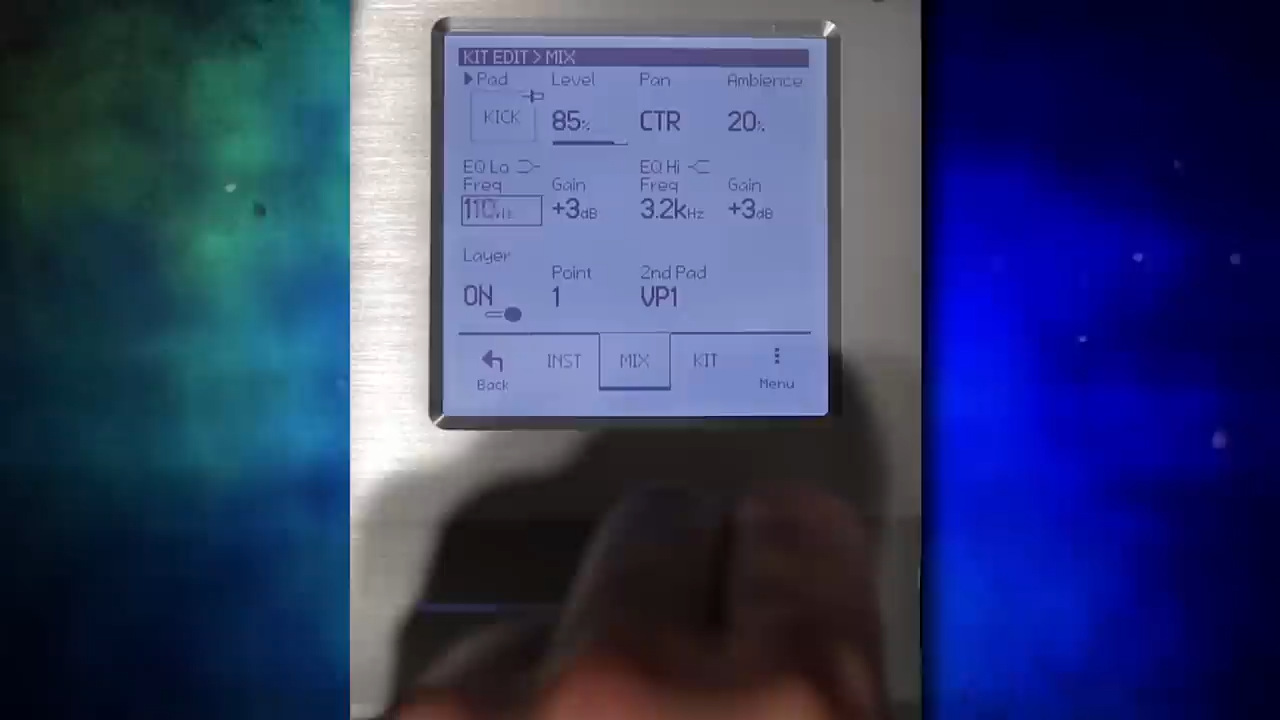 KIT EDIT > MIX
Pad Level Pan Ambience
KICK 85% CTR 20%
EQ Lo EQ Hi
Freq Gain Freq Gain
+3dB 3.2kHz +3dB
Layer
Point 2nd Pad
ON 1 VP1
Back INST MIX KIT Menu